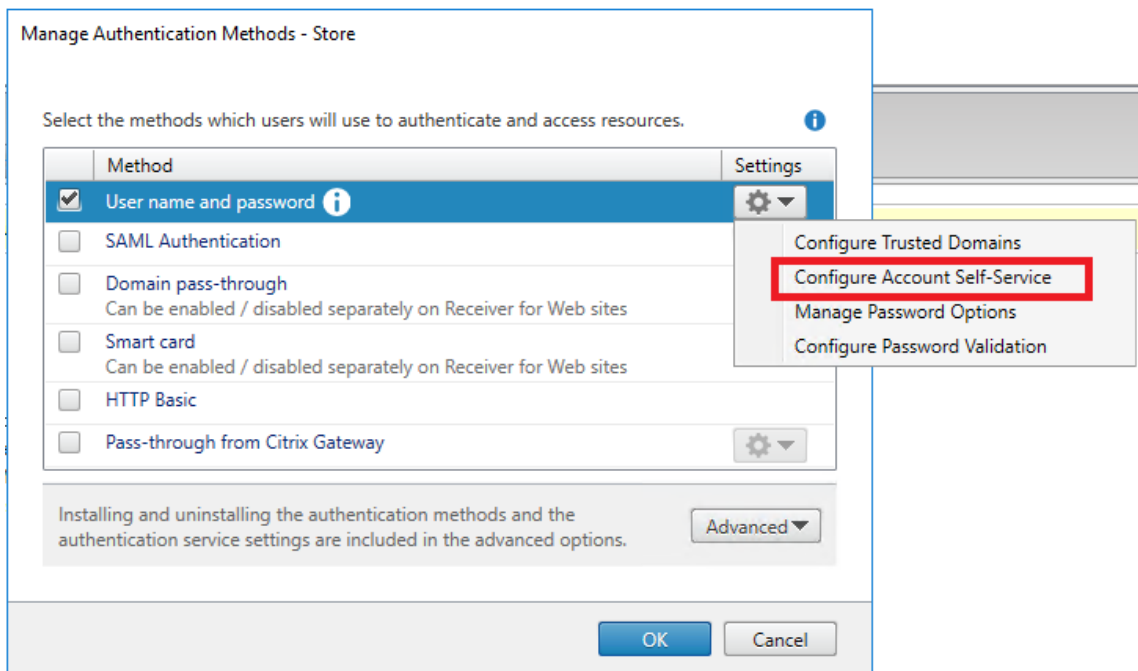 Manage Authentication Methods - Store
Select the methods which users will use to authenticate and access resources.
Method
Settings
User name and password
SAML Authentication
Domain pass-through
Can be enabled / disabled separately on Receiver for Web sites
Smart card
Can be enabled / disabled separately on Receiver for Web sites
HTTP Basic
Pass-through from Citrix Gateway
Configure Trusted Domains
Configure Account Self-Service
Manage Password Options
Configure Password Validation
Installing and uninstalling the authentication methods and the
authentication service settings are included in the advanced options.
Advanced
OK
Cancel